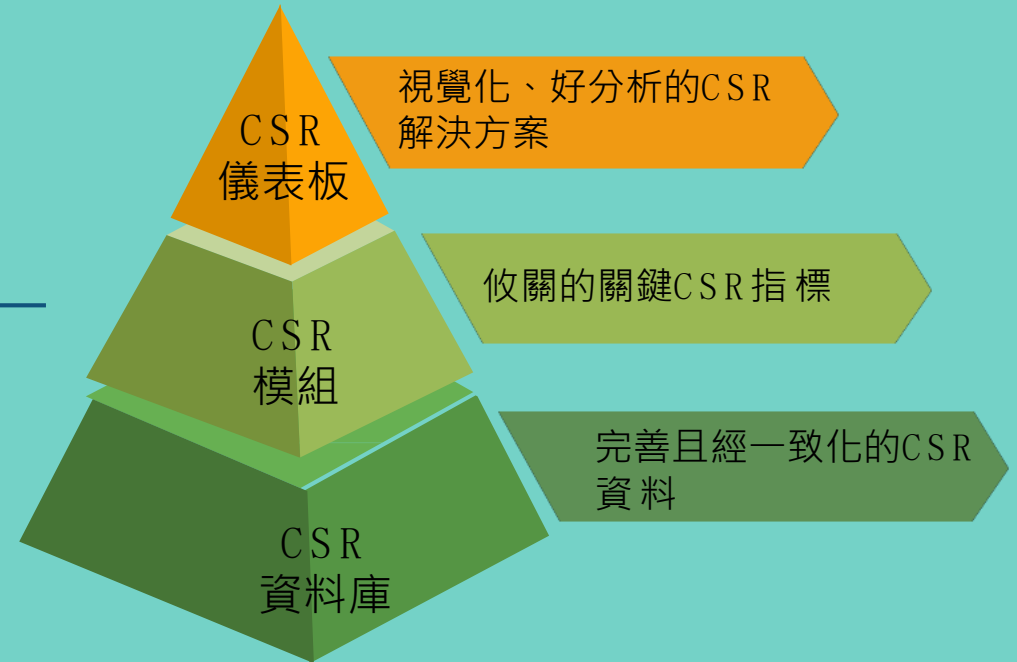 CSR
儀表板
視覺化、好分析的CSR
解決方案
CSR
模組
攸關的關鍵CSR指標
CSR
資料庫
完善且經一致化的CSR
資料